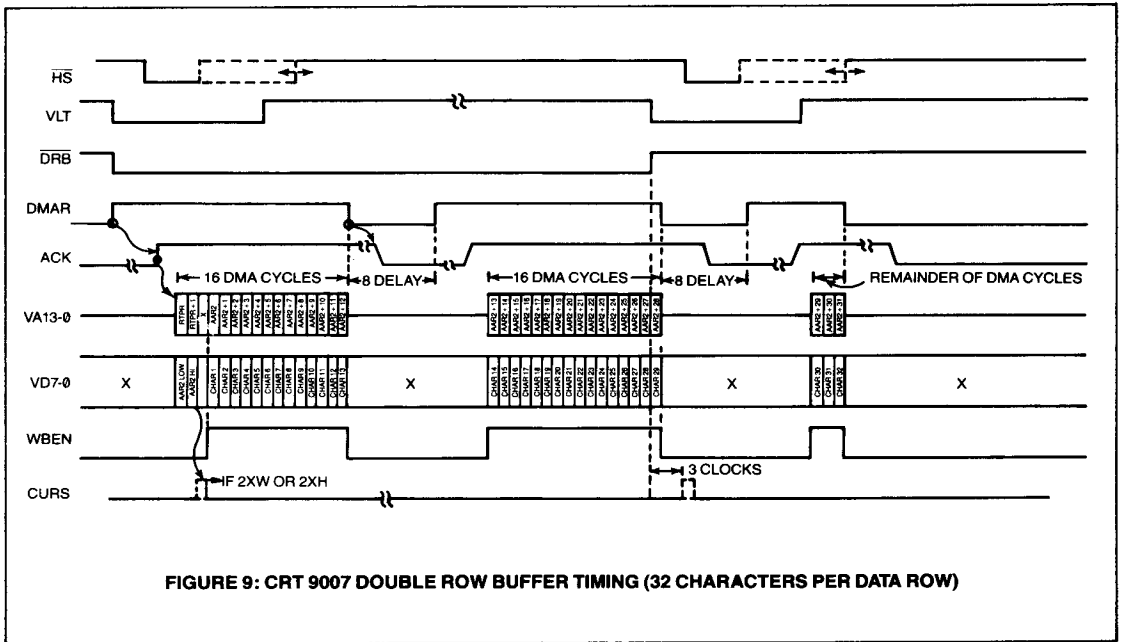 HS
VLT
DRB
DMAR
ACK
16 DMA CYCLES
8 DELAY
16 DMA CYCLES
8 DELAY
REMAINDER OF DMA CYCLES
VA13-0
RTPR
RTPR + 1
X
AAR2
AAR2 + 1
AAR2 + 2
AAR2 + 3
AAR2 + 4
AAR2 + 5
AAR2 + 6
AAR2 + 7
AAR2 + 8
AAR2 + 9
AAR2 + 10
AAR2 + 11
AAR2 + 12
AAR2 + 13
AAR2 + 14
AAR2 + 15
AAR2 + 16
AAR2 + 17
AAR2 + 18
AAR2 + 19
AAR2 + 20
AAR2 + 21
AAR2 + 22
AAR2 + 23
AAR2 + 24
AAR2 + 25
AAR2 + 26
AAR2 + 27
AAR2 + 28
AAR2 + 29
AAR2 + 30
AAR2 + 31
VD7-0
X
AAR2 LOW
AAR2 HI
CHAR 1
CHAR 2
CHAR 3
CHAR 4
CHAR 5
CHAR 6
CHAR 7
CHAR 8
CHAR 9
CHAR 10
CHAR 11
CHAR 12
CHAR 13
X
CHAR 14
CHAR 15
CHAR 16
CHAR 17
CHAR 18
CHAR 19
CHAR 20
CHAR 21
CHAR 22
CHAR 23
CHAR 24
CHAR 25
CHAR 26
CHAR 27
CHAR 28
CHAR 29
X
CHAR 30
CHAR 31
CHAR 32
X
WBEN
3 CLOCKS
IF 2XW OR 2XH
CURS
FIGURE 9: CRT 9007 DOUBLE ROW BUFFER TIMING (32 CHARACTERS PER DATA ROW)